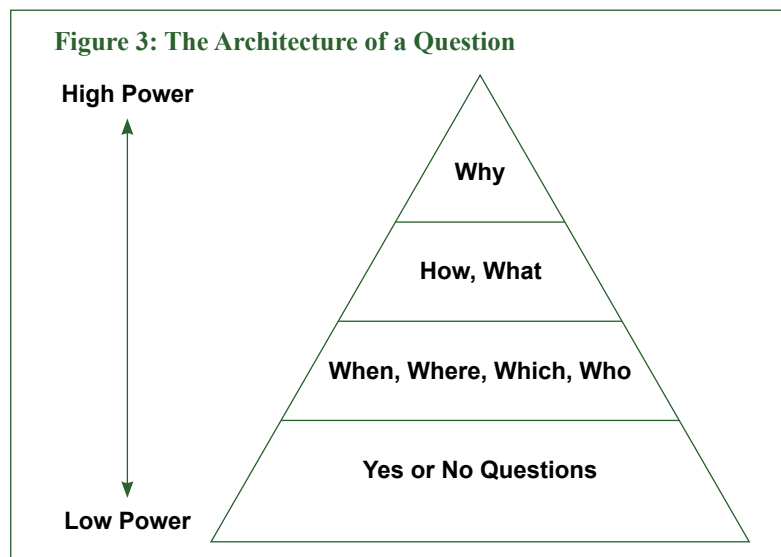 Figure 3: The Architecture of a Question
High Power
Why
How, What
When, Where, Which, Who
Yes or No Questions
Low Power